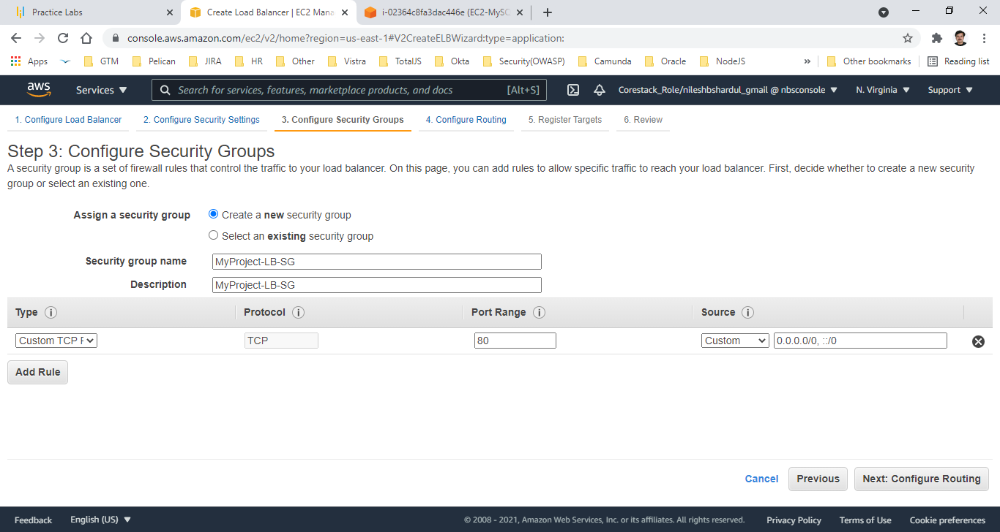 Practice Labs
Create Load Balancer | EC2 Mana
i-02364c8fa3dac446e (EC2-MySC
console.aws.amazon.com/ec2/v2/home?region=us-east-1#V2CreateELBWizard:type=application:
Apps GTM Pelican JIRA HR Other Vistra TotalJS Okta Security(OWASP) Camunda Oracle NodeJS » Other bookmarks Reading list
aws Services Search for services, features, marketplace products, and docs [Alt+S] Corestack_Role/nileshbshardul_gmail @ nbsconsole N. Virginia Support
1. Configure Load Balancer 2. Configure Security Settings 3. Configure Security Groups 4. Configure Routing 5. Register Targets 6. Review
Step 3: Configure Security Groups
A security group is a set of firewall rules that control the traffic to your load balancer. On this page, you can add rules to allow specific traffic to reach your load balancer. First, decide whether to create a new security
group or select an existing one.
Assign a security group Create a new security group
Select an existing security group
Security group name MyProject-LB-SG
Description MyProject-LB-SG
Type i Protocol i Port Range i Source i
Custom TCP F TCP 80 Custom 0.0.0.0/0, ::/0
Add Rule
Cancel Previous Next: Configure Routing
Feedback English (US) © 2008 - 2021, Amazon Web Services, Inc. or its affiliates. All rights reserved. Privacy Policy Terms of Use Cookie preferences